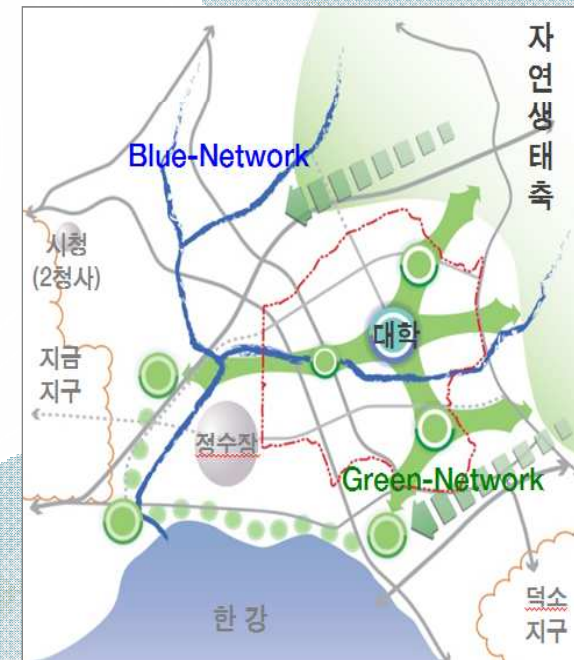 자
연
생
태
축
Blue-Network
시청
(2청사)
대학
지금
지구
정수장
Green-Network
한 강
덕소
지구